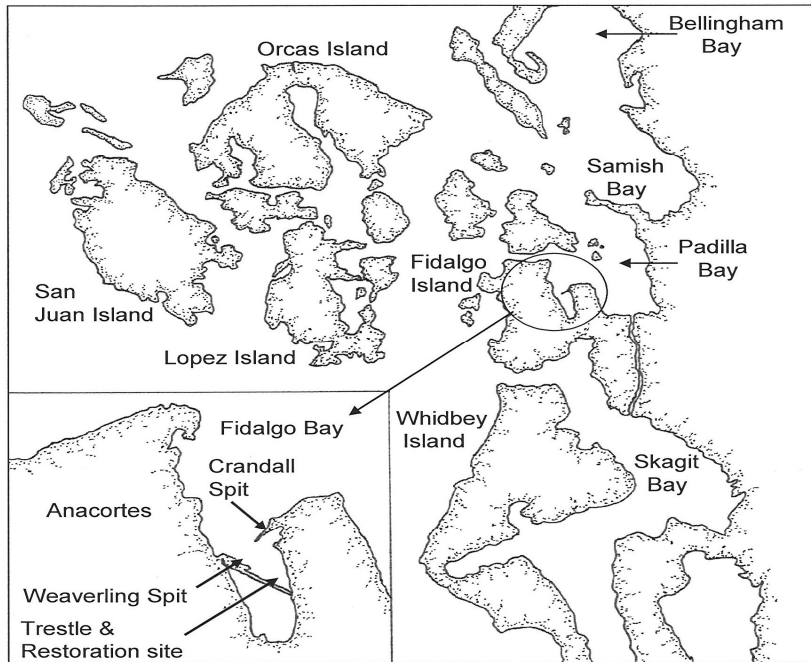 Orcas Island
Bellingham
Bay
Samish
Bay
Padilla
Bay
Fidalgo
Island
San
Juan Island
Lopez Island
Whidbey
Island
Skagit
Bay
Fidalgo Bay
Crandall
Spit
Anacortes
Weaverling Spit
Trestle &
Restoration site